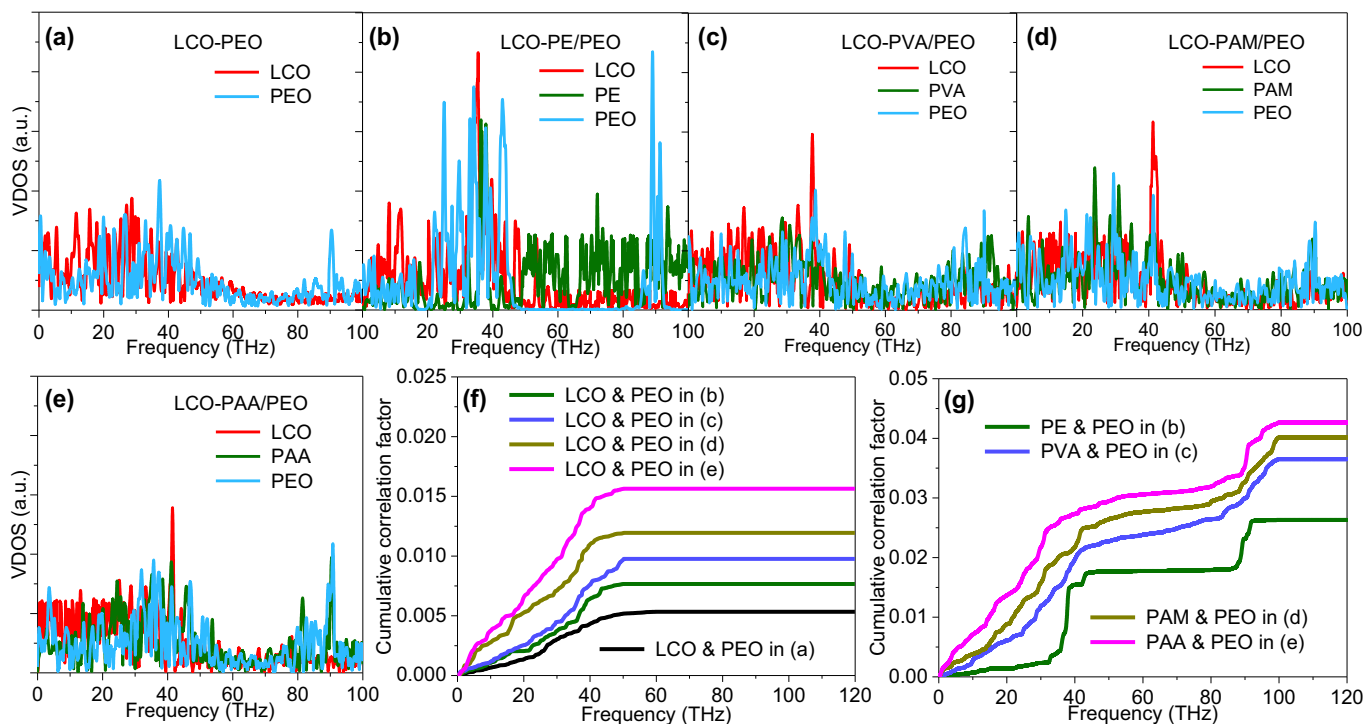 (a)
LCO-PEO
LCO
PEO
VDOS (a.u.)
0 20 40 60 80 100
Frequency (THz)
(b)
LCO-PE/PEO
LCO
PE
PEO
20 40 60 80 100
Frequency (THz)
(c)
LCO-PVA/PEO
LCO
PVA
PEO
20 40 60 80 100
Frequency (THz)
(d)
LCO-PAM/PEO
LCO
PAM
PEO
20 40 60 80 100
Frequency (THz)
(e)
LCO-PAA/PEO
LCO
PAA
PEO
VDOS (a.u.)
0 20 40 60 80 100
Frequency (THz)
(f)
LCO & PEO in (b)
LCO & PEO in (c)
LCO & PEO in (d)
LCO & PEO in (e)
LCO & PEO in (a)
Cumulative correlation factor
0.025
0.020
0.015
0.010
0.005
0.000
0 20 40 60 80 100 120
Frequency (THz)
(g)
PE & PEO in (b)
PVA & PEO in (c)
PAM & PEO in (d)
PAA & PEO in (e)
Cumulative correlation factor
0.05
0.04
0.03
0.02
0.01
0.00
0 20 40 60 80 100 120
Frequency (THz)